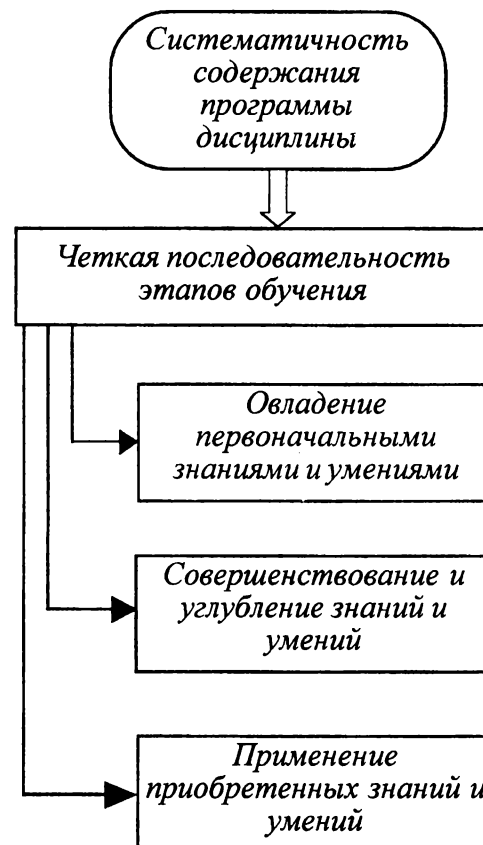 Систематичность
содержания
программы
дисциплины
Четкая последовательность
этапов обучения
Овладение
первоначальными
знаниями и умениями
Совершенствование и
углубление знаний и
умений
Применение
приобретенных знаний и
умений